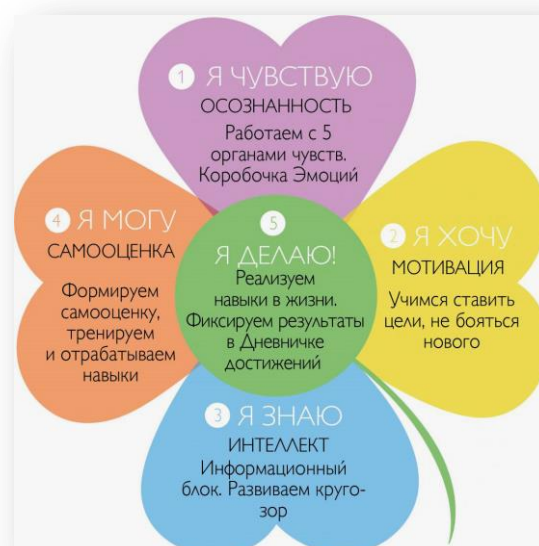 1 Я ЧУВСТВУЮ
ОСОЗНАННОСТЬ
Работаем с 5
органами чувств.
Коробочка Эмоций
2 Я ХОЧУ
МОТИВАЦИЯ
Учимся ставить
цели, не бояться
нового
3 Я ЗНАЮ
ИНТЕЛЛЕКТ
Информационный
блок. Развиваем круго-
зор
4 Я МОГУ
САМООЦЕНКА
Формируем
самооценку,
тренируем
и отрабатываем
навыки
5
Я ДЕЛАЮ!
Реализуем
навыки в жизни.
Фиксируем результаты
в Дневничке
достижений